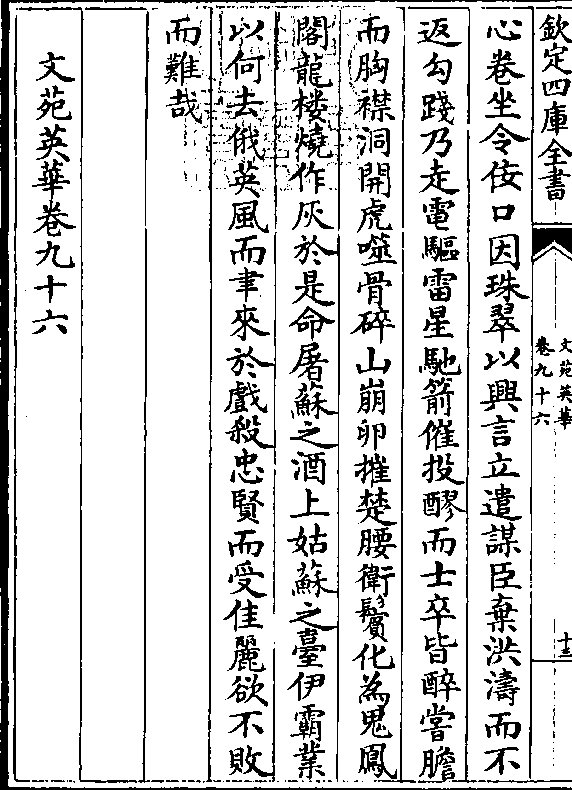 欽定四庫全書
文苑英華
卷九十六
十三
心卷坐令佞口因珠翠以興言立遣謀臣棄洪濤而不
返勾踐乃走電驅雷星馳箭催投醪而士卒皆醉嘗膽
而胸襟洞開虎噬骨碎山崩卵摧楚腰衛鬢化為鬼鳳
閣龍楼燒作灰於是命屠蘇之酒上姑蘇之臺伊霸業
以何去俄英風而聿來於戲殺忠賢而受佳麗欲不敗
而難哉
文苑英華卷九十六